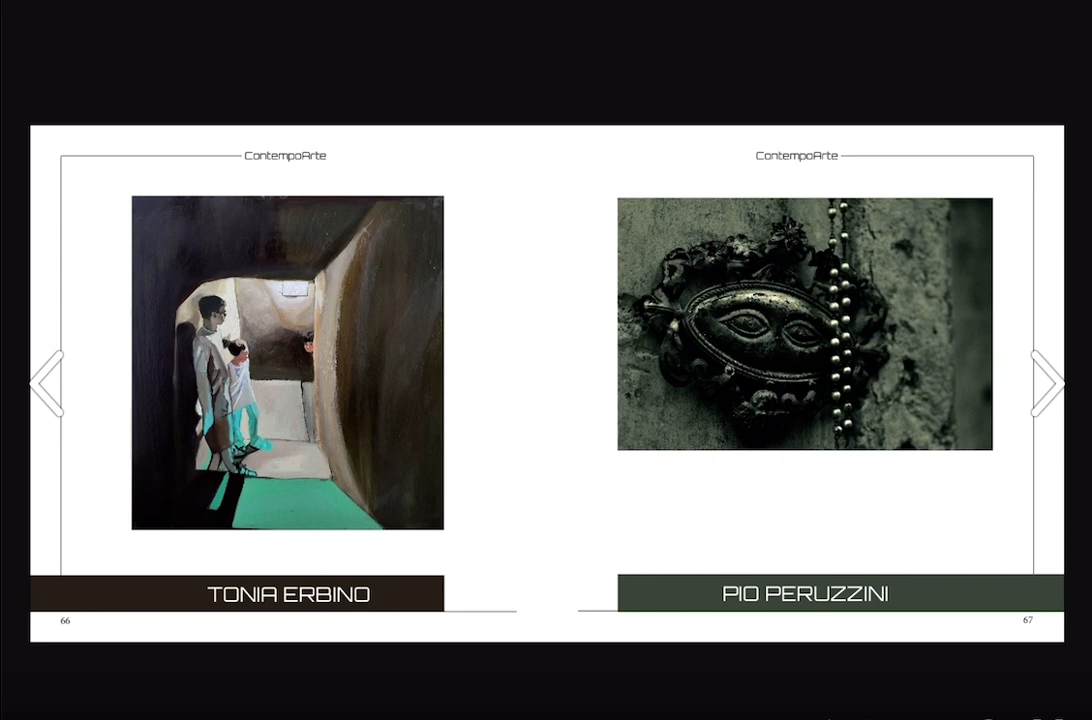 ContempoArte
TONIA ERBINO
66
ContempoArte
PIO PERUZZINI
67